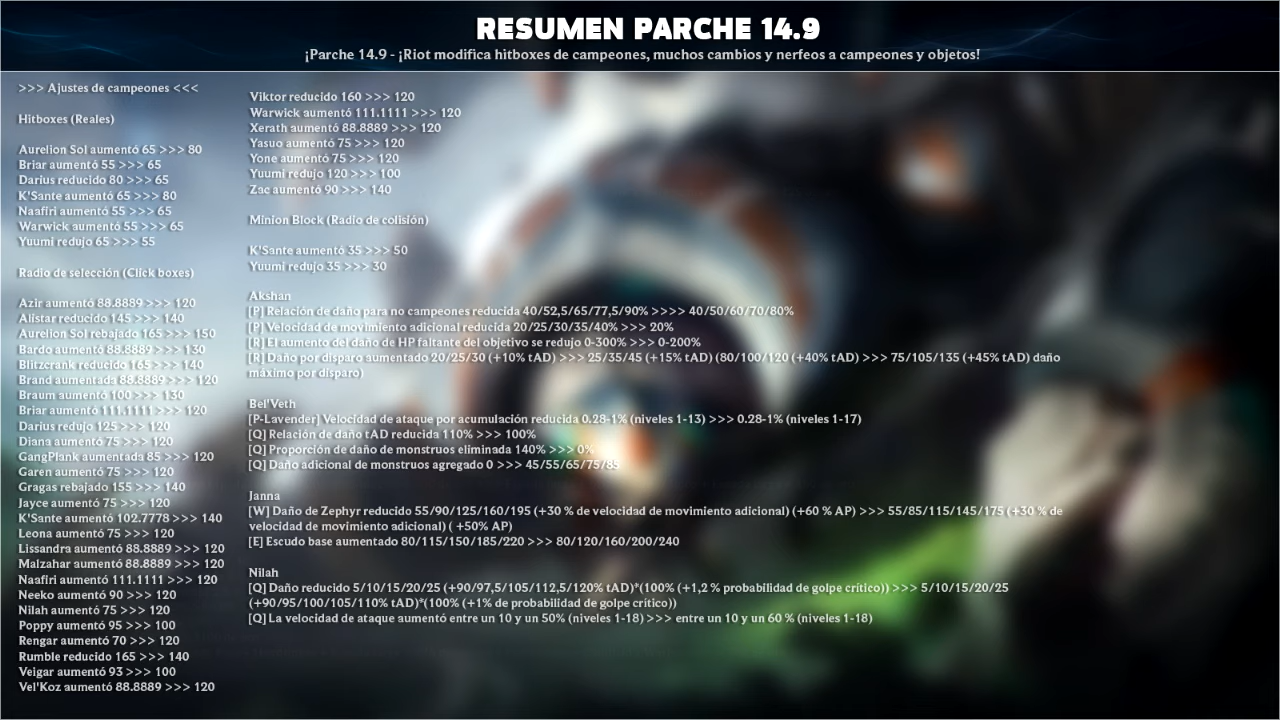 RESUMEN PARCHE 14.9
¡Parche 14.9 - ¡Riot modifica hitboxes de campeones, muchos cambios y nerfeos a campeones y objetos!
>>> Ajustes de campeones <<<
Hitboxes (Reales)
Aurelion Sol aumentó 65 >>> 80
Briar aumentó 55 >>> 65
Darius reducido 80 >>> 65
K'Sante aumentó 65 >>> 80
Naafiri aumentó 55 >>> 65
Warwick aumentó 55 >>> 65
Yuumi redujo 65 >>> 55
Radio de selección (Click boxes)
Azir aumentó 88.8889 >>> 120
Alistar reducido 145 >>> 140
Aurelion Sol rebajado 165 >>> 150
Bardo aumentó 88.8889 >>> 130
Blitzcrank reducido 165 >>> 140
Brand aumentada 88.8889 >>> 120
Braum aumentó 100 >>> 130
Briar aumentó 111.1111 >>> 120
Darius redujo 125 >>> 120
Diana aumentó 75 >>> 120
GangPlank aumentada 85 >>> 120
Garen aumentó 75 >>> 120
Gragas rebajado 155 >>> 140
Jayce aumentó 75 >>> 120
K'Sante aumentó 102.7778 >>> 140
Leona aumentó 75 >>> 120
Lissandra aumentó 88.8889 >>> 120
Malzahar aumentó 88.8889 >>> 120
Naafiri aumentó 111.1111 >>> 120
Neeko aumentó 90 >>> 120
Nilah aumentó 75 >>> 120
Poppy aumentó 95 >>> 100
Rengar aumentó 70 >>> 120
Rumble reducido 165 >>> 140
Veigar aumentó 93 >>> 100
Vel'Koz aumentó 88.8889 >>> 120
Viktor reducido 160 >>> 120
Warwick aumentó 111.1111 >>> 120
Xerath aumentó 88.8889 >>> 120
Yasuo aumentó 75 >>> 120
Yone aumentó 75 >>> 120
Yuumi redujo 120 >>> 100
Zac aumentó 90 >>> 140
Minion Block (Radio de colisión)
K'Sante aumentó 35 >>> 50
Yuumi redujo 35 >>> 30
Akshan
[P] Relación de daño para no campeones reducida 40/52,5/65/77,5/90% >>>> 40/50/60/70/80%
[P] Velocidad de movimiento adicional reducida 20/25/30/35/40% >>> 20%
[R] El aumento del daño de HP faltante del objetivo se redujo 0-300% >>> 0-200%
[R] Daño por disparo aumentado 20/25/30 (+10% tAD) >>> 25/35/45 (+15% tAD) (80/100/120 (+40% tAD) >>> 75/105/135 (+45% tAD) daño
máximo por disparo)
Bel'Veth
[P-Lavender] Velocidad de ataque por acumulación reducida 0.28-1% (niveles 1-13) >>> 0.28-1% (niveles 1-17)
[Q] Relación de daño tAD reducida 110% >>> 100%
[Q] Proporción de daño de monstruos eliminada 140% >>> 0%
[Q] Daño adicional de monstruos agregado 0 >>> 45/55/65/75/85
Janna
[W] Daño de Zephyr reducido 55/90/125/160/195 (+30 % de velocidad de movimiento adicional) (+60 % AP) >>> 55/85/115/145/175 (+30 % de
velocidad de movimiento adicional) ( +50% AP)
[E] Escudo base aumentado 80/115/150/185/220 >>> 80/120/160/200/240
Nilah
[Q] Daño reducido 5/10/15/20/25 (+90/97,5/105/112,5/120% tAD)*(100% (+1,2 % probabilidad de golpe crítico)) >>> 5/10/15/20/25
(+90/95/100/105/110% tAD)*(100% (+1% de probabilidad de golpe crítico))
[Q] La velocidad de ataque aumentó entre un 10 y un 50% (niveles 1-18) >>> entre un 10 y un 60 % (niveles 1-18)